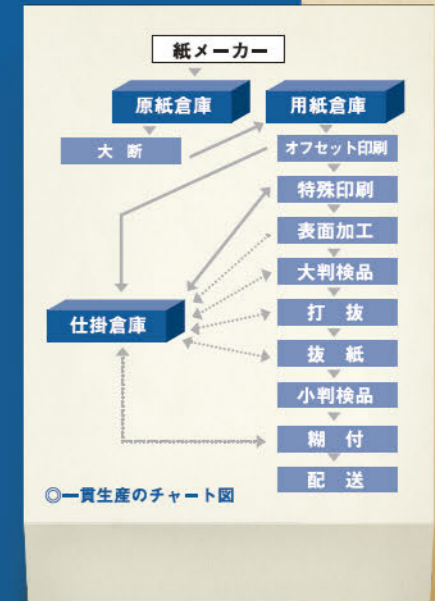 紙メーカー
原紙倉庫
用紙倉庫
大 断
オフセット印刷
特殊印刷
表面加工
大判検品
仕掛倉庫
打 抜
抜 紙
小判検品
糊 付
配 送
◎一貫生産のチャート図